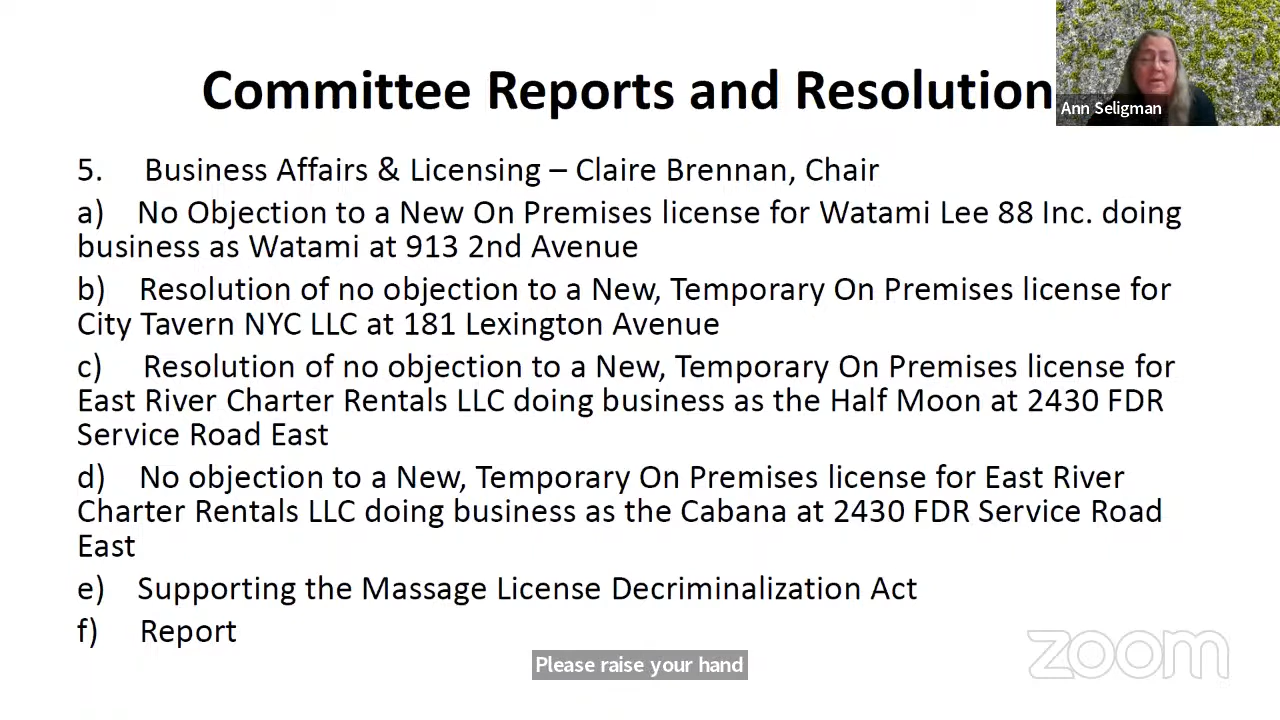 Committee Reports and Resolution
Ann Seligman
5. Business Affairs & Licensing – Claire Brennan, Chair
a) No Objection to a New On Premises license for Watami Lee 88 Inc. doing
business as Watami at 913 2nd Avenue
b) Resolution of no objection to a New, Temporary On Premises license for
City Tavern NYC LLC at 181 Lexington Avenue
c) Resolution of no objection to a New, Temporary On Premises license for
East River Charter Rentals LLC doing business as the Half Moon at 2430 FDR
Service Road East
d) No objection to a New, Temporary On Premises license for East River
Charter Rentals LLC doing business as the Cabana at 2430 FDR Service Road
East
e) Supporting the Massage License Decriminalization Act
f) Report
Please raise your hand
zoom